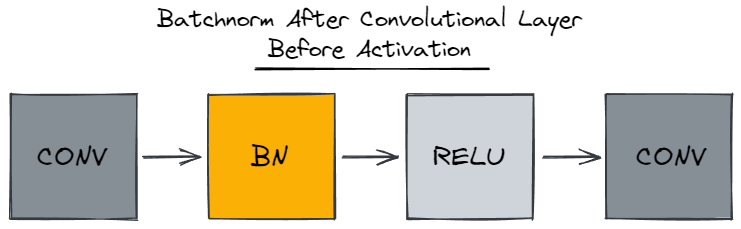 Batchnorm After Convolutional Layer
Before Activation
CONV
BN
RELU
CONV